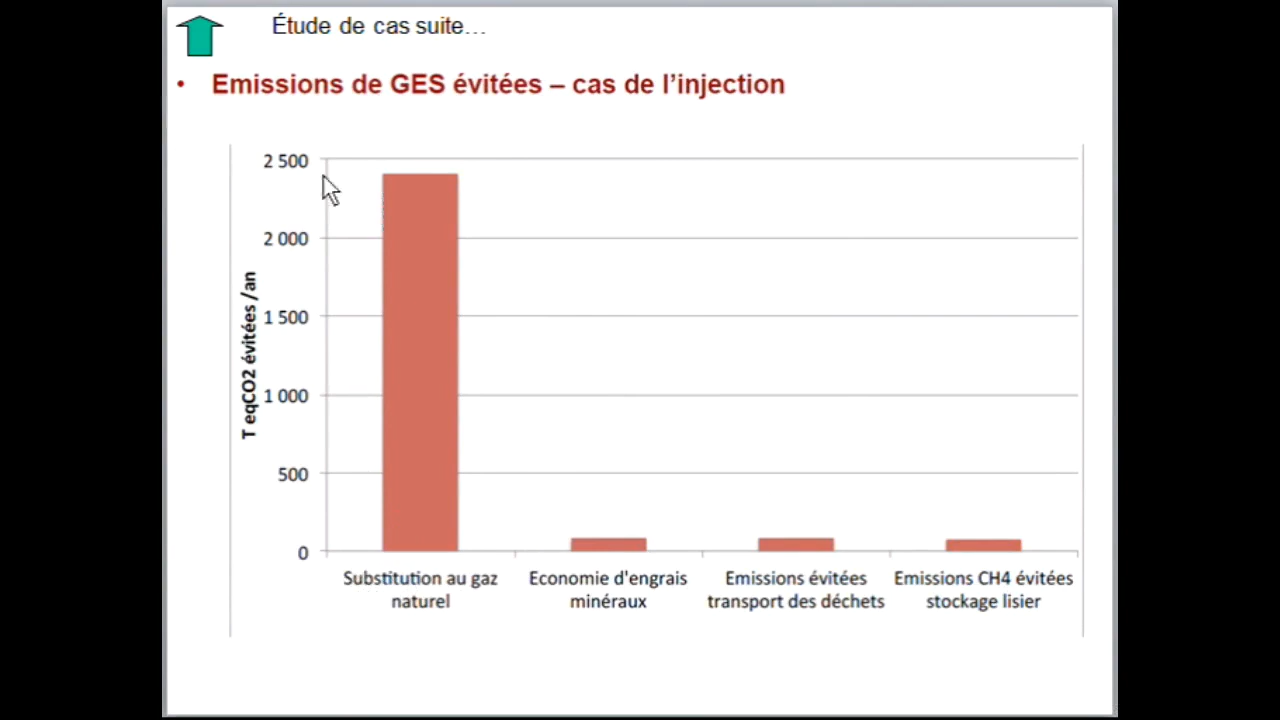 Étude de cas suite…
• Emissions de GES évitées – cas de l'injection
2 500
2 000
1 500
1 000
500
0
T eqCO2 évitées /an
Substitution au gaz
naturel
Economie d'engrais
minéraux
Emissions évitées
transport des déchets
Emissions CH4 évitées
stockage lisier